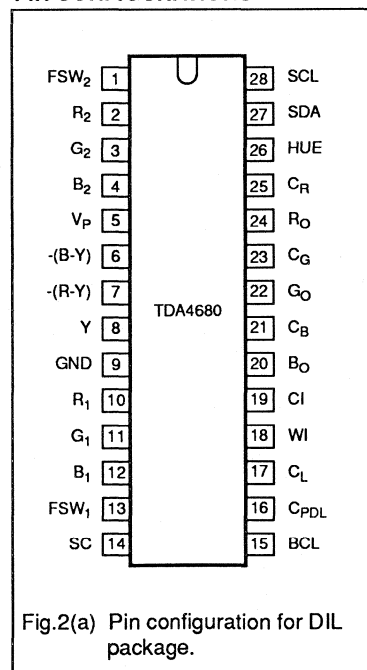 FSW2 1 28 SCL
R2 2 27 SDA
G2 3 26 HUE
B2 4 25 CR
VP 5 24 RO
-(B-Y) 6 23 CG
-(R-Y) 7 22 GO
TDA4680
Y 8 21 CB
GND 9 20 BO
R1 10 19 CI
G1 11 18 WI
B1 12 17 CL
FSW1 13 16 CPDL
SC 14 15 BCL
Fig.2(a) Pin configuration for DIL
package.